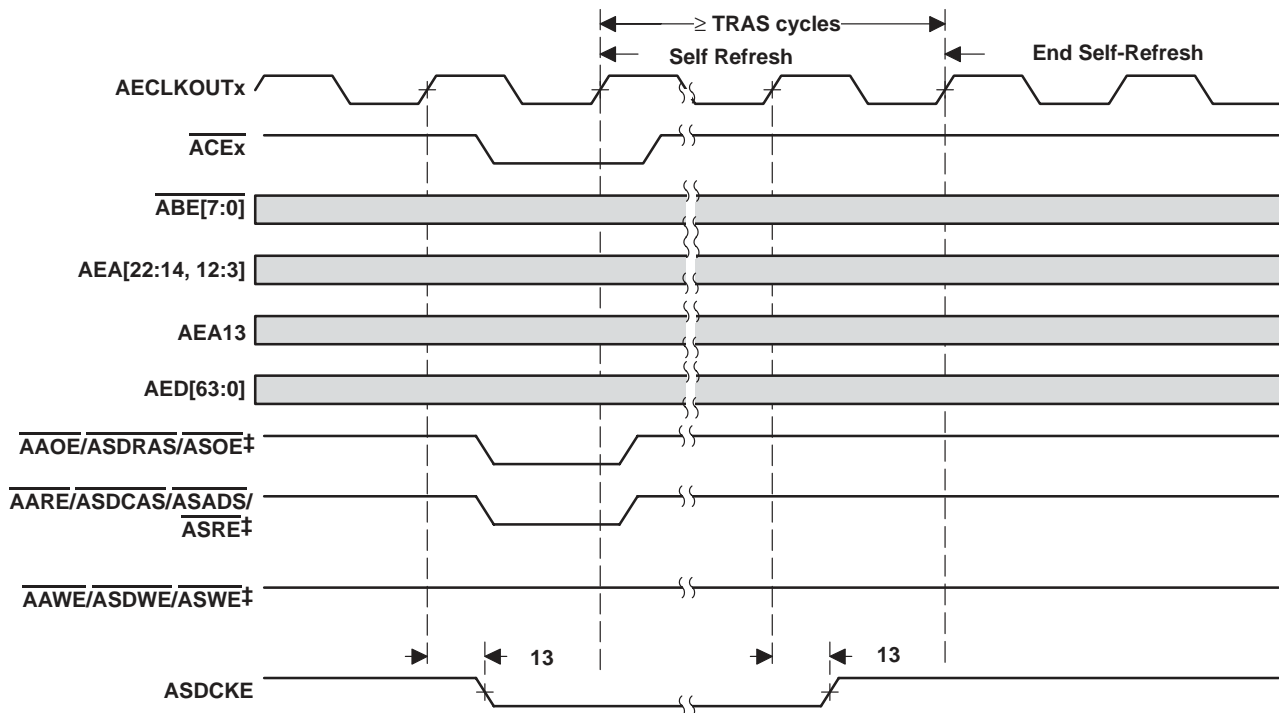 ≥ TRAS cycles
Self Refresh
End Self-Refresh
AECLKOUTx
ACEx
ABE[7:0]
AEA[22:14, 12:3]
AEA13
AED[63:0]
AAOE/ASDRAS/ASOE‡
AARE/ASDCAS/ASADS/
ASRE‡
AAWE/ASDWE/ASWE‡
13
13
ASDCKE